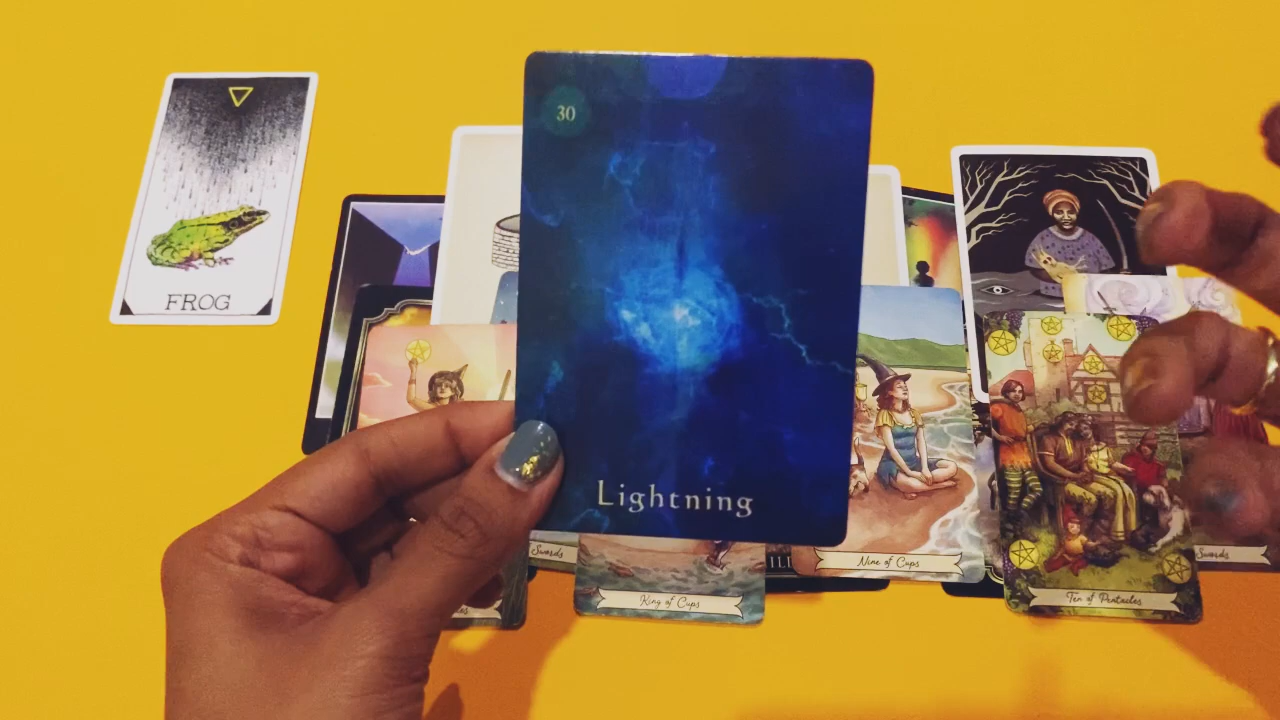 30
Lightning
FROG
Swords
King of Cups
Nine of Cups
Ten of Pentacles
Swords